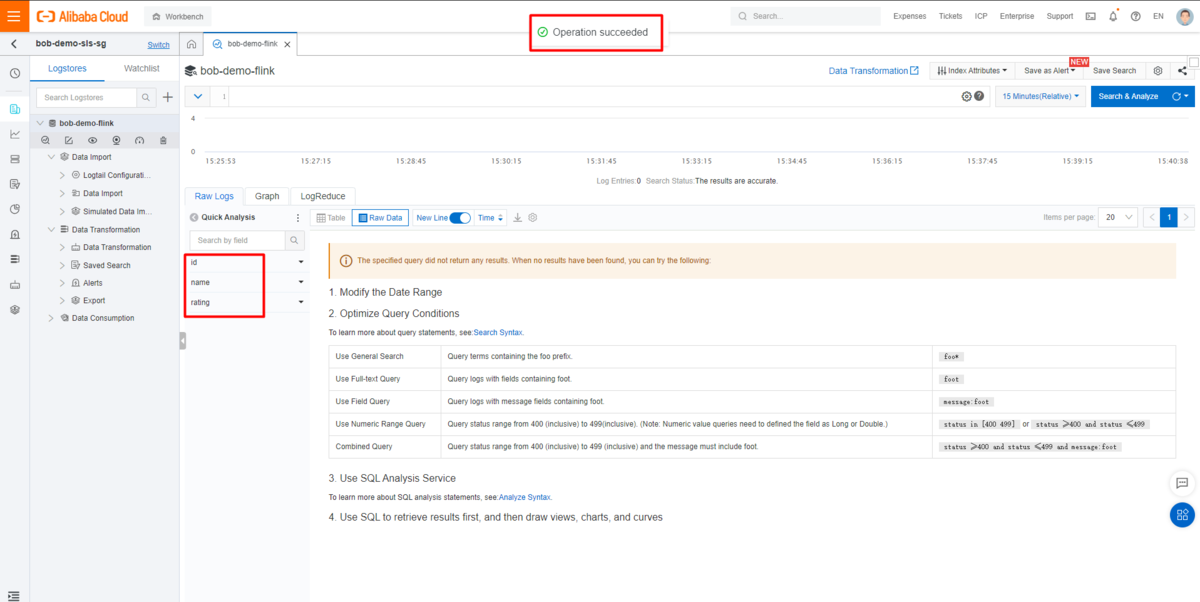 Alibaba Cloud
Workbench
Search...
Expenses
Tickets
ICP
Enterprise
Support
EN
Operation succeeded
bob-demo-sls-sg
Switch
bob-demo-flink
Logstores
Watchlist
Search Logstores
bob-demo-flink
Data Import
Logtail Configurati...
Data Import
Simulated Data Im...
Data Transformation
Data Transformation
Saved Search
Alerts
Export
Data Consumption
bob-demo-flink
Data Transformation
Index Attributes
Save as Alert
NEW
Save Search
1
15 Minutes(Relative)
Search & Analyze
4
0
15:25:53 15:27:15 15:28:45 15:30:15 15:31:45 15:33:15 15:34:45 15:36:15 15:37:45 15:39:15 15:40:38
Log Entries:0 Search Status:The results are accurate.
Raw Logs
Graph
LogReduce
Quick Analysis
Search by field
id
name
rating
Table
Raw Data
New Line
Time
Items per page:
20
1
The specified query did not return any results. When no results have been found, you can try the following:
1. Modify the Date Range
2. Optimize Query Conditions
To learn more about query statements, see:Search Syntax.
Use General Search Query terms containing the foo prefix. foo*
Use Full-text Query Query logs with fields containing foot. foot
Use Field Query Query logs with message fields containing foot. message:foot
Use Numeric Range Query Query status range from 400 (inclusive) to 499(inclusive). (Note: Numeric value queries need to defined the field as Long or Double.) status in [400 499] or status >=400 and status <=499
Combined Query Query status range from 400 (inclusive) to 499 (inclusive) and the message must include foot. status >=400 and status <=499 and message:foot
3. Use SQL Analysis Service
To learn more about SQL analysis statements, see:Analyze Syntax.
4. Use SQL to retrieve results first, and then draw views, charts, and curves